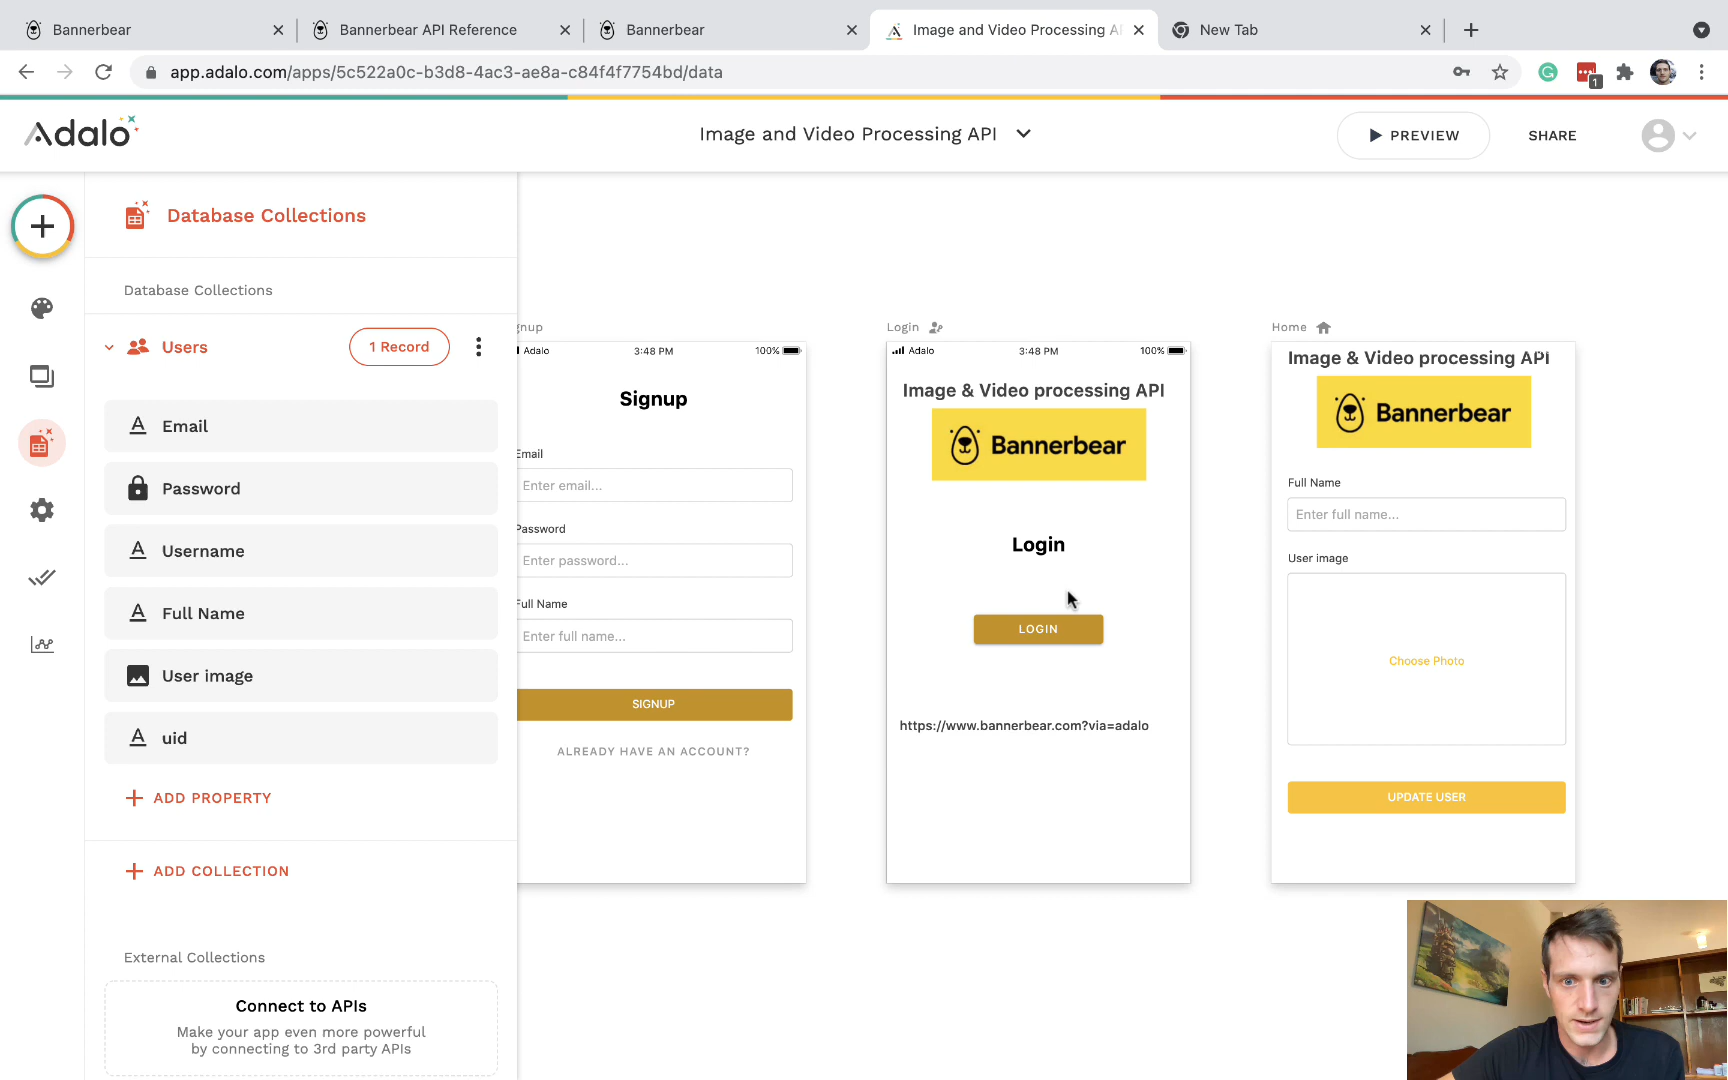 Bannerbear
Bannerbear API Reference
Bannerbear
Image and Video Processing AP
New Tab
app.adalo.com/apps/5c522a0c-b3d8-4ac3-ae8a-c84f4f7754bd/data
1
Adalo
Image and Video Processing API
PREVIEW
SHARE
Database Collections
Database Collections
Users
1 Record
Email
Password
Username
Full Name
User image
uid
ADD PROPERTY
ADD COLLECTION
External Collections
Connect to APIs
Make your app even more powerful
by connecting to 3rd party APIs
gnup
Adalo
3:48 PM
100%
Signup
Email
Enter email...
Password
Enter password...
Full Name
Enter full name...
SIGNUP
ALREADY HAVE AN ACCOUNT?
Login
Adalo
3:48 PM
100%
Image & Video processing API
Bannerbear
Login
LOGIN
https://www.bannerbear.com?via=adalo
Home
Image & Video processing API
Bannerbear
Full Name
Enter full name...
User image
Choose Photo
UPDATE USER